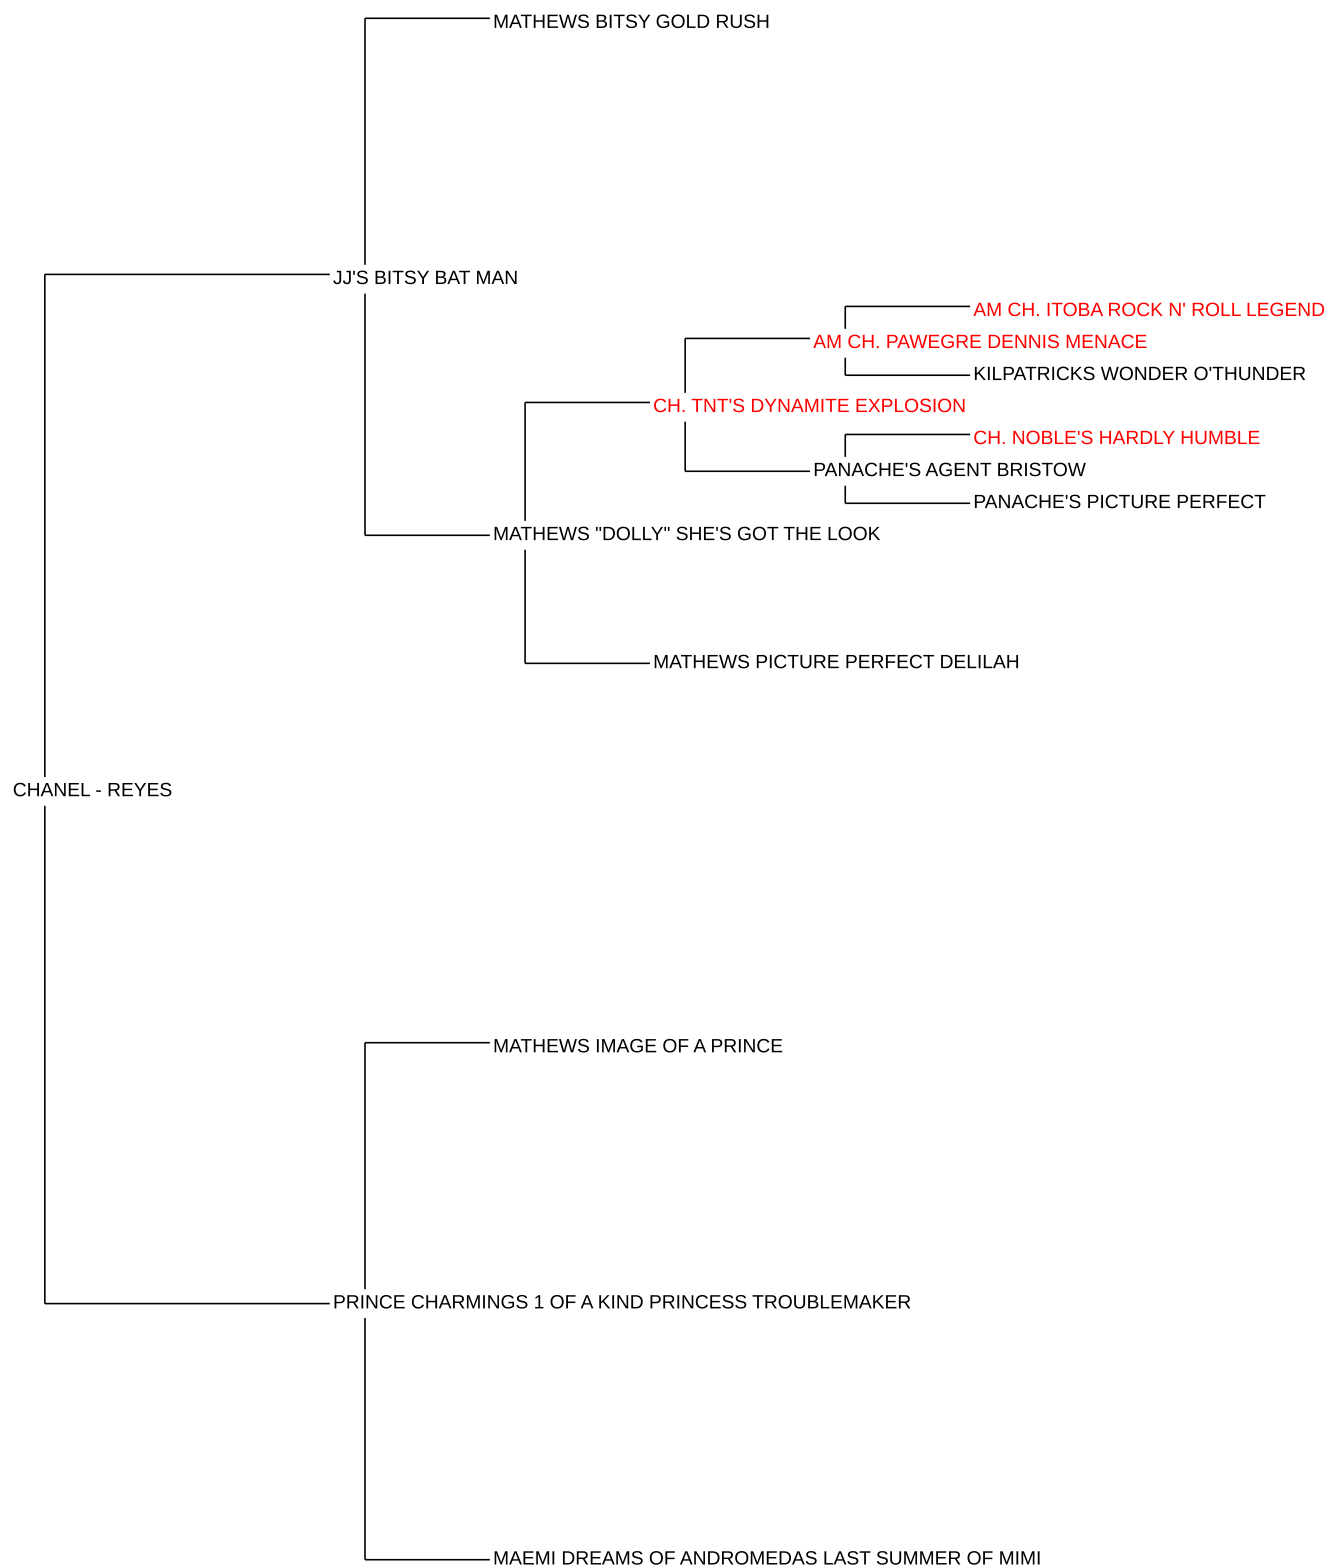 MATHEWS BITSY GOLD RUSH
JJ'S BITSY BAT MAN
AM CH. ITOBA ROCK N' ROLL LEGEND
AM CH. PAWEGRE DENNIS MENACE
KILPATRICKS WONDER O'THUNDER
CH. TNT'S DYNAMITE EXPLOSION
CH. NOBLE'S HARDLY HUMBLE
PANACHE'S AGENT BRISTOW
PANACHE'S PICTURE PERFECT
MATHEWS "DOLLY" SHE'S GOT THE LOOK
MATHEWS PICTURE PERFECT DELILAH
CHANEL - REYES
MATHEWS IMAGE OF A PRINCE
PRINCE CHARMINGS 1 OF A KIND PRINCESS TROUBLEMAKER
MAEMI DREAMS OF ANDROMEDAS LAST SUMMER OF MIMI